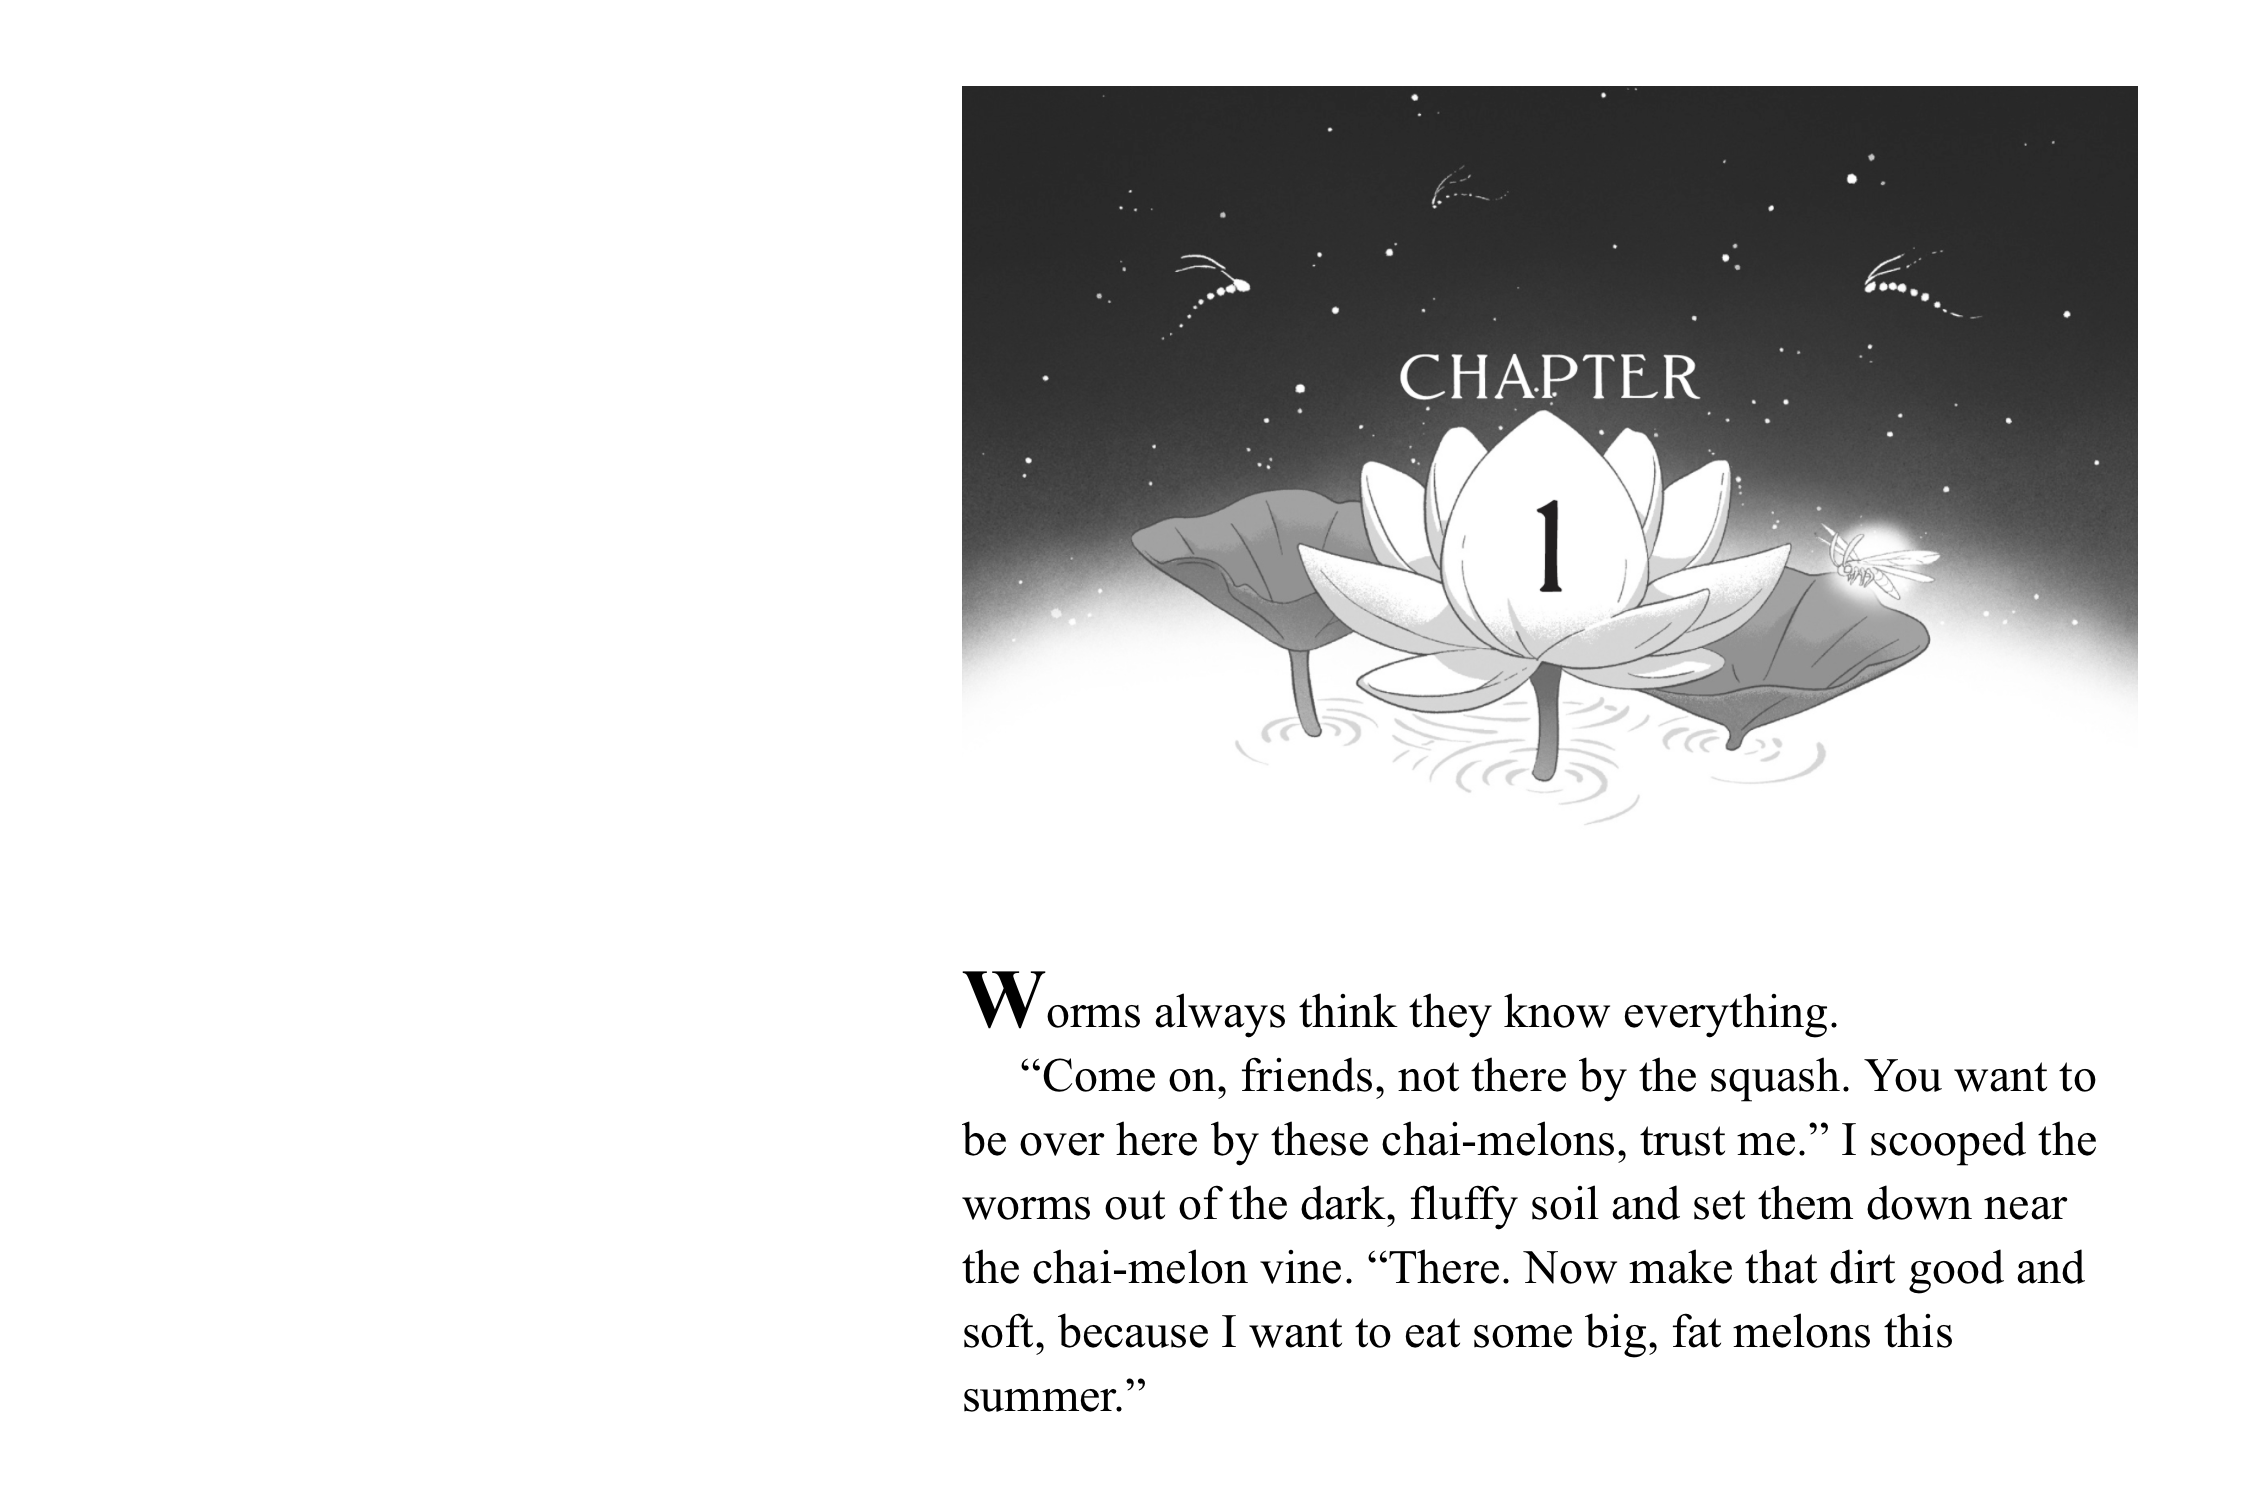 CHAPTER
1
Worms always think they know everything.
“Come on, friends, not there by the squash. You want to
be over here by these chai-melons, trust me.” I scooped the
worms out of the dark, fluffy soil and set them down near
the chai-melon vine. “There. Now make that dirt good and
soft, because I want to eat some big, fat melons this
summer.”